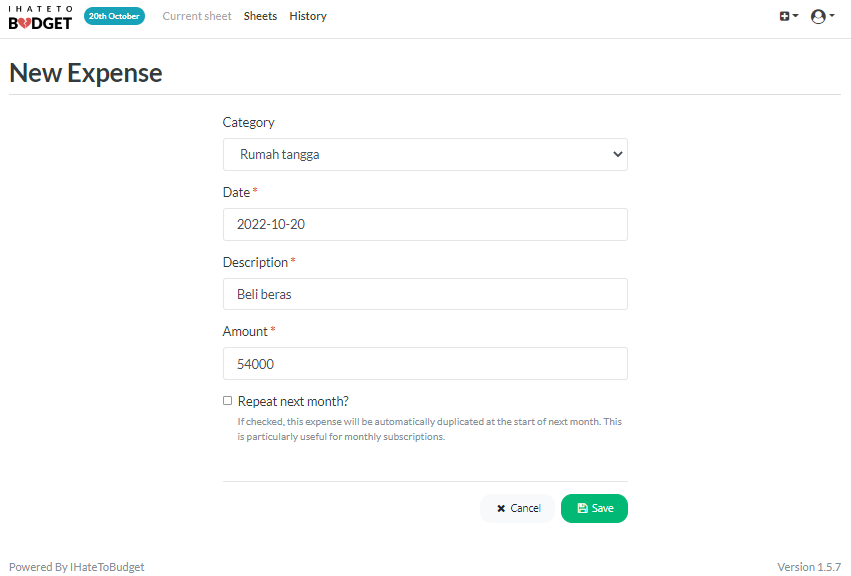 I HATE TO
BUDGET
20th October
Current sheet
Sheets
History
New Expense
Category
Rumah tangga
Date *
2022-10-20
Description *
Beli beras
Amount *
54000
Repeat next month?
If checked, this expense will be automatically duplicated at the start of next month. This
is particularly useful for monthly subscriptions.
Cancel
Save
Powered By IHateToBudget
Version 1.5.7